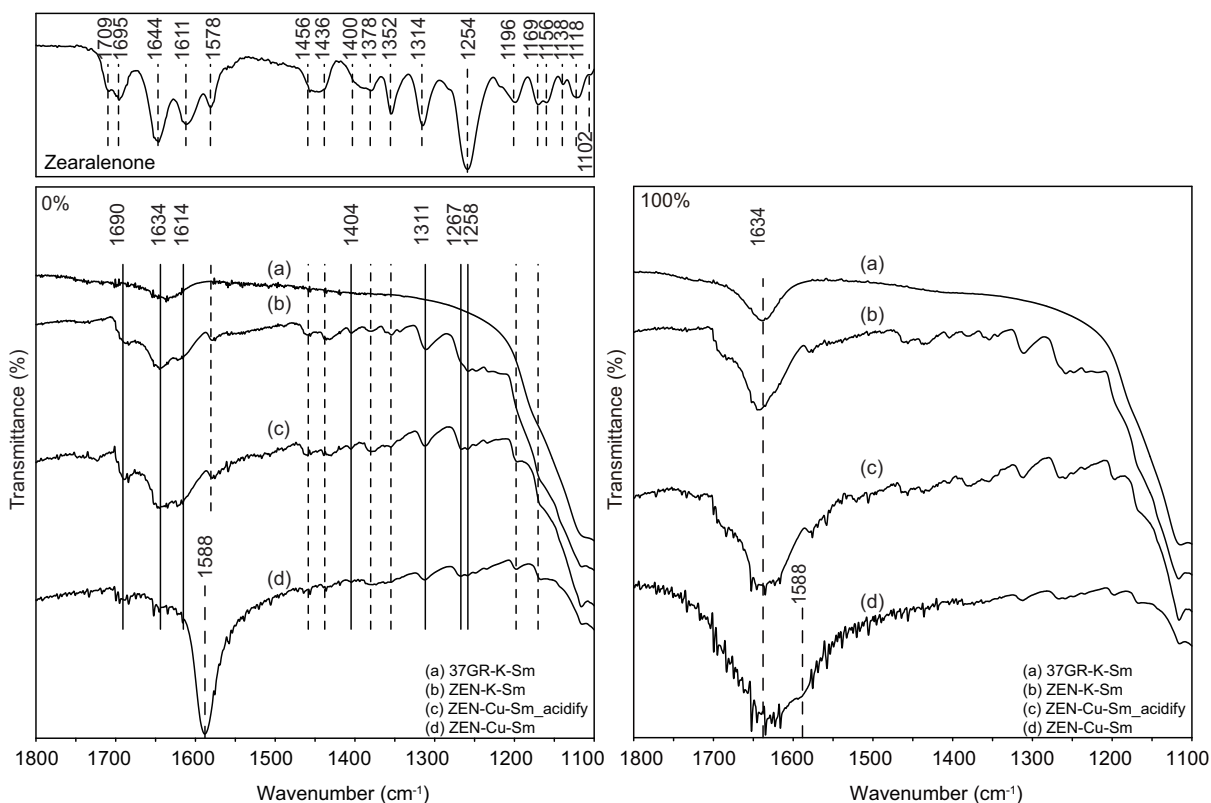 1709
1695
1644
1611
1578
1456
1436
1400
1378
1352
1314
1254
1196
1169
1156
1138
1118
1102
Zearalenone
0%
1690
1634
1614
1404
1311
1267
1258
(a)
(b)
(c)
1588
(d)
(a) 37GR-K-Sm
(b) ZEN-K-Sm
(c) ZEN-Cu-Sm_acidify
(d) ZEN-Cu-Sm
Transmittance (%)
1800 1700 1600 1500 1400 1300 1200 1100
Wavenumber (cm⁻¹)
100%
1634
(a)
(b)
(c)
1588
(d)
(a) 37GR-K-Sm
(b) ZEN-K-Sm
(c) ZEN-Cu-Sm_acidify
(d) ZEN-Cu-Sm
Transmittance (%)
1800 1700 1600 1500 1400 1300 1200 1100
Wavenumber (cm⁻¹)